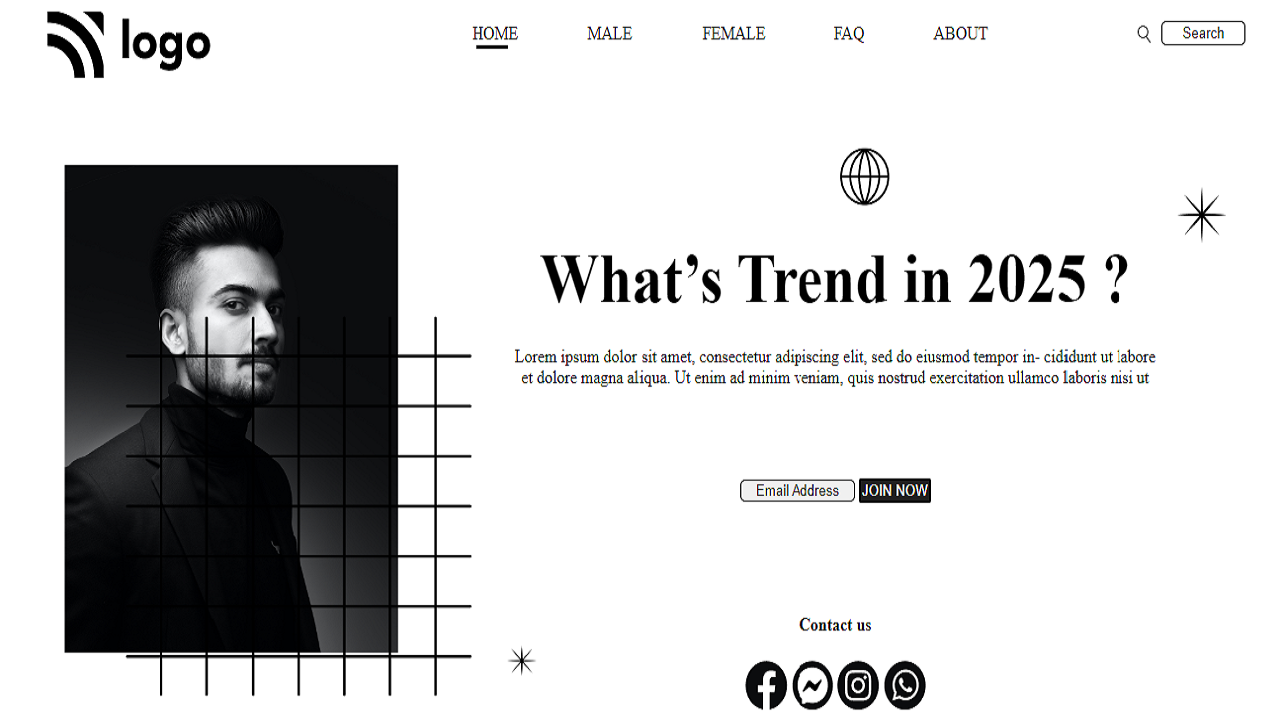 logo
HOME MALE FEMALE FAQ ABOUT
Search
What’s Trend in 2025 ?
Lorem ipsum dolor sit amet, consectetur adipiscing elit, sed do eiusmod tempor in- cididunt ut labore
et dolore magna aliqua. Ut enim ad minim veniam, quis nostrud exercitation ullamco laboris nisi ut
Email Address JOIN NOW
Contact us